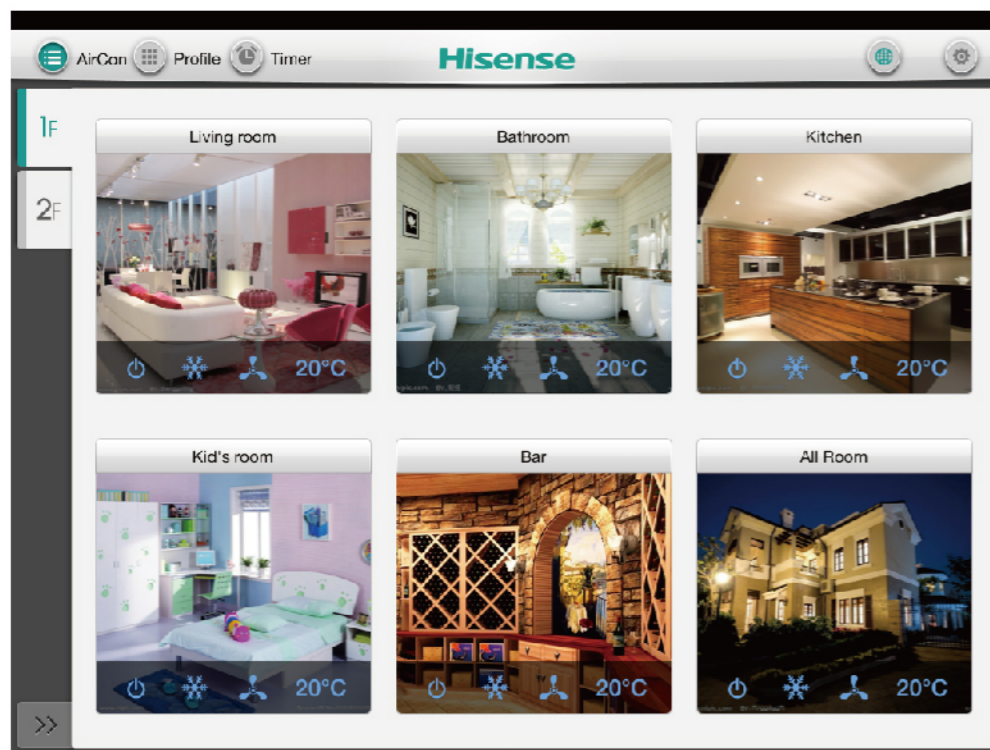 AirCon Profile Timer Hisense
1F
2F
Living room
Bathroom
Kitchen
20°C
20°C
20°C
Kid's room
Bar
All Room
20°C
20°C
20°C
>>